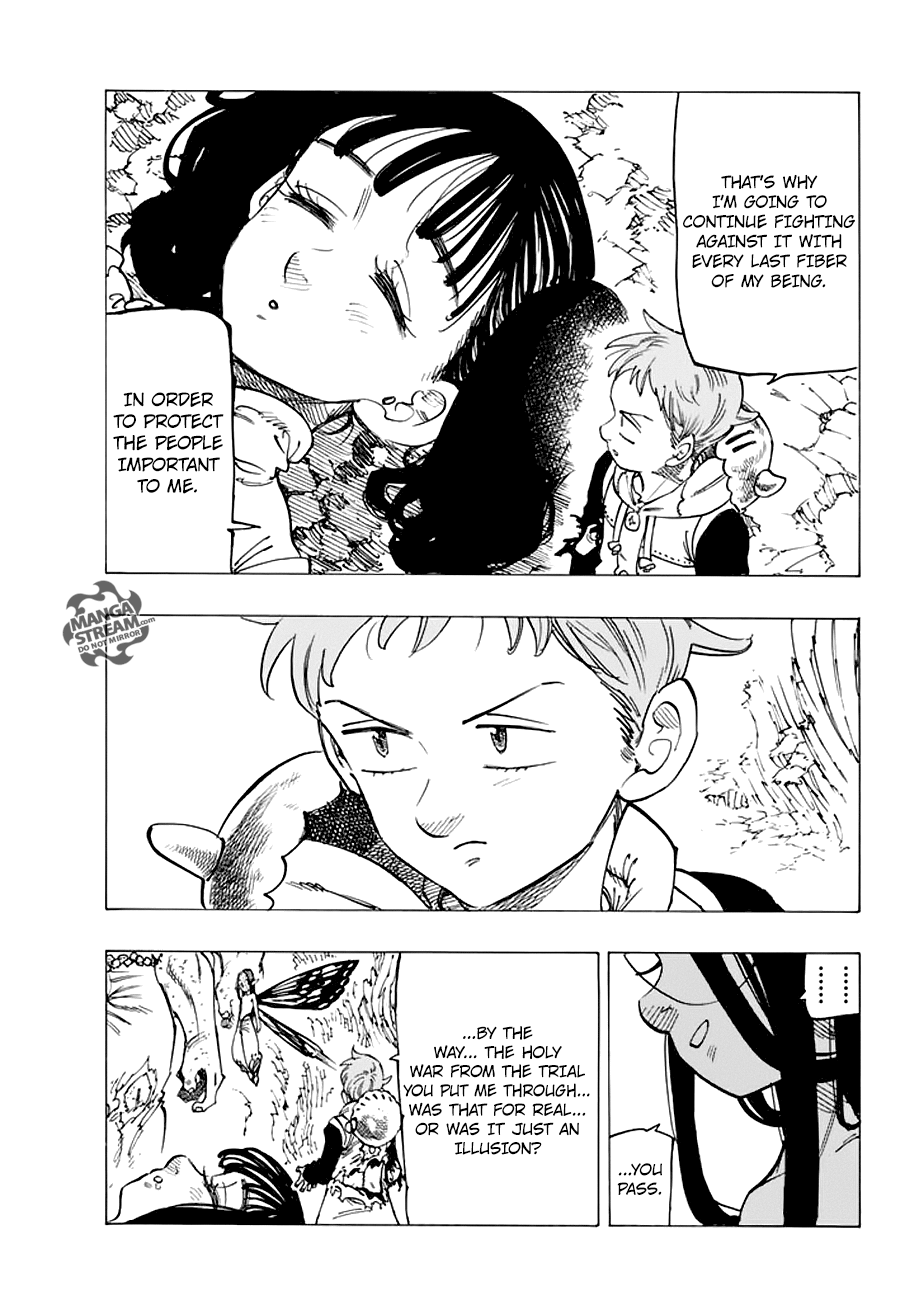 THAT'S WHY
I'M GOING TO
CONTINUE FIGHTING
AGAINST IT WITH
EVERY LAST FIBER
OF MY BEING.
IN ORDER
TO PROTECT
THE PEOPLE
IMPORTANT
TO ME.
MANGA
STREAM.com
DO NOT MIRROR
......
...YOU
PASS.
...BY THE
WAY... THE HOLY
WAR FROM THE TRIAL
YOU PUT ME THROUGH...
WAS THAT FOR REAL...
OR WAS IT JUST AN
ILLUSION?